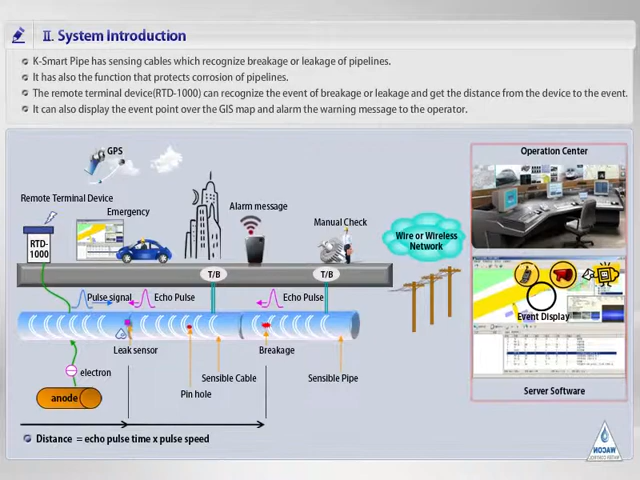 II. System Introduction
K-Smart Pipe has sensing cables which recognize breakage or leakage of pipelines.
It has also the function that protects corrosion of pipelines.
The remote terminal device(RTD-1000) can recognize the event of breakage or leakage and get the distance from the device to the event.
It can also display the event point over the GIS map and alarm the warning message to the operator.
GPS
Operation Center
Remote Terminal Device
Emergency
Alarm message
Manual Check
RTD-
1000
Wire or Wireless
Network
T/B
T/B
Pulse signal
Echo Pulse
Echo Pulse
Event Display
Leak sensor
Breakage
electron
Sensible Cable
Sensible Pipe
Pin hole
Server Software
anode
Distance = echo pulse time x pulse speed
WACON